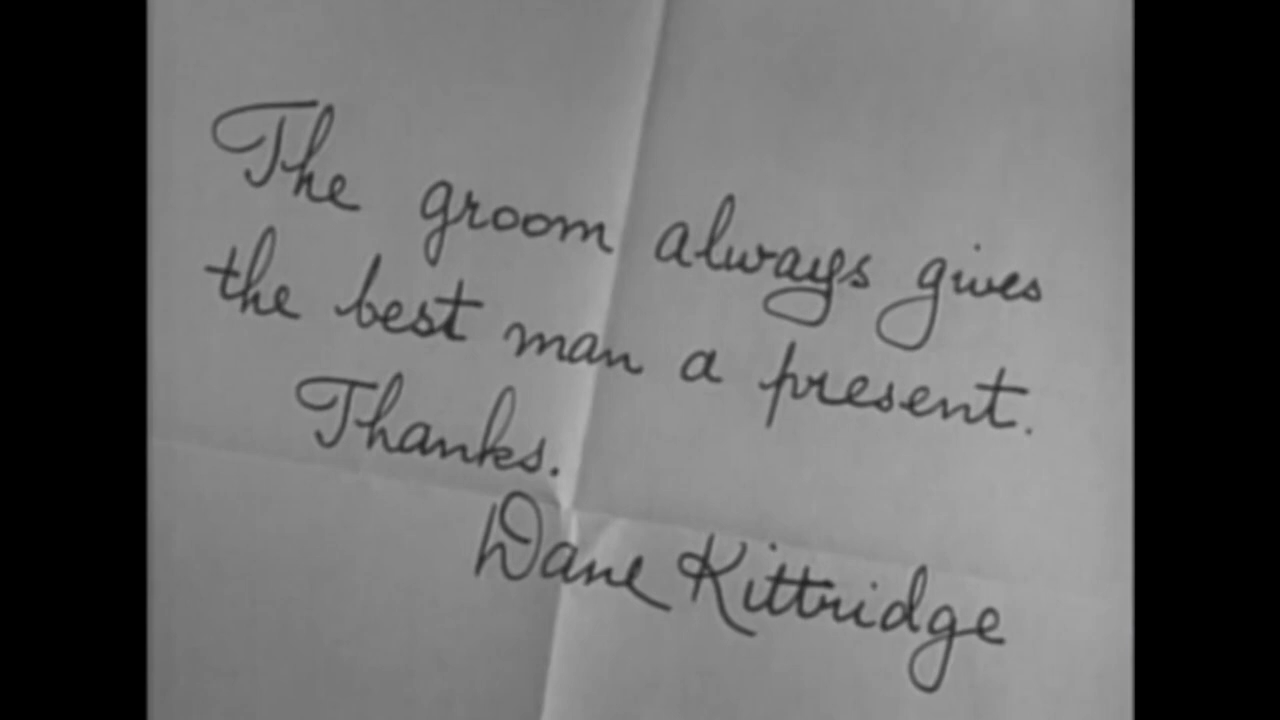 The groom always gives
the best man a present.
Thanks.
Dane Kittridge